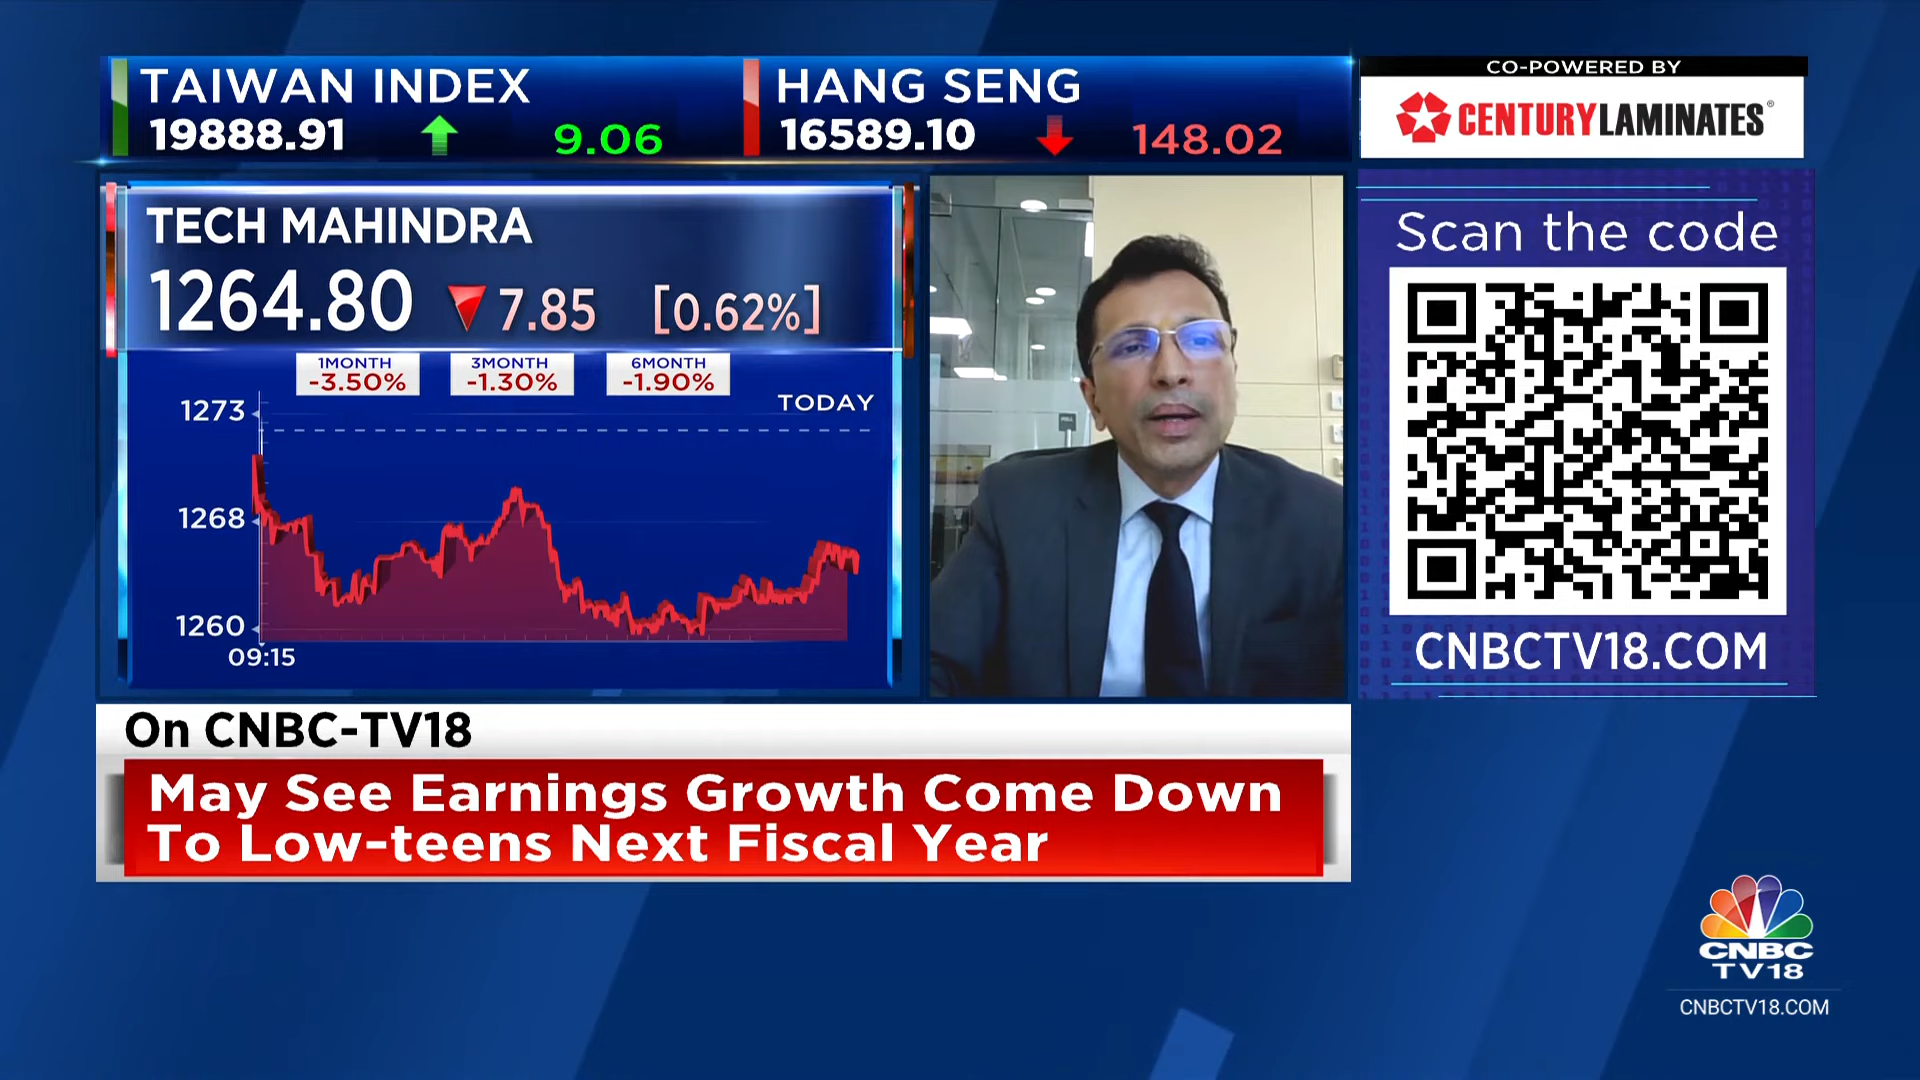 TAIWAN INDEX
19888.91 9.06
HANG SENG
16589.10 148.02
CO-POWERED BY
CENTURYLAMINATES®
TECH MAHINDRA
1264.80 7.85 [0.62%]
1MONTH
-3.50%
3MONTH
-1.30%
6MONTH
-1.90%
TODAY
1273
1268
1260
09:15
Scan the code
CNBCTV18.COM
On CNBC-TV18
May See Earnings Growth Come Down
To Low-teens Next Fiscal Year
CNBC
TV18
CNBCTV18.COM